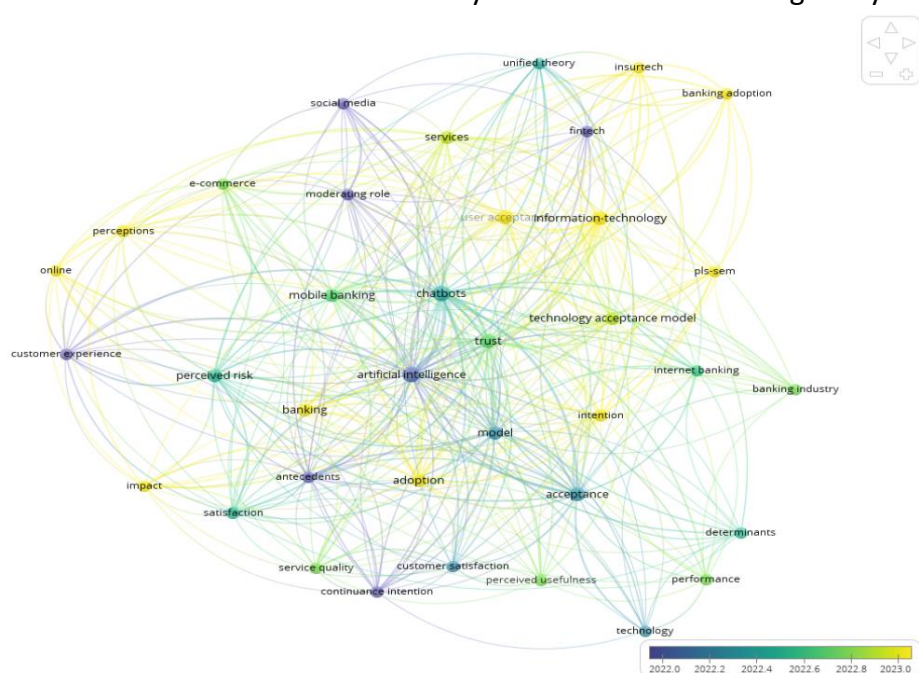 unified theory
insurtech
banking adoption
social media
fintech
services
e-commerce
moderating role
user acceptan
information-technology
perceptions
online
pls-sem
mobile banking
chatbots
technology acceptance model
trust
customer experience
perceived risk
artificial intelligence
internet banking
banking industry
banking
intention
model
antecedents
adoption
impact
acceptance
satisfaction
determinants
service quality
customer satisfaction
perceived usefulness
performance
continuance intention
technology
2022.0 2022.2 2022.4 2022.6 2022.8 2023.0